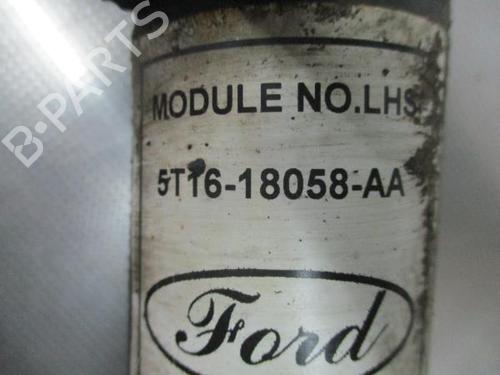 B-PARTS
MODULE NO.LHS
5T16-18058-AA
Ford